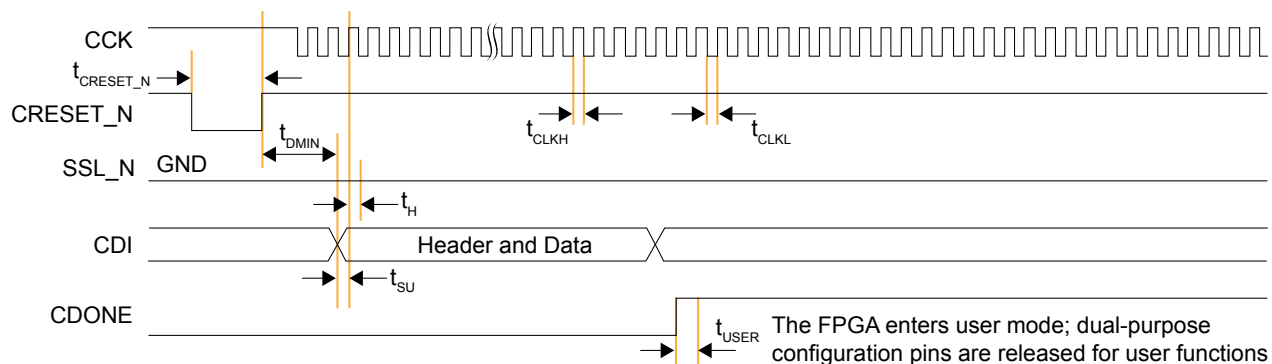 CCK
tCRESET_N
CRESET_N
tDMIN
tCLKH
tCLKL
SSL_N GND
tH
CDI Header and Data
tSU
CDONE
tUSER The FPGA enters user mode; dual-purpose
configuration pins are released for user functions